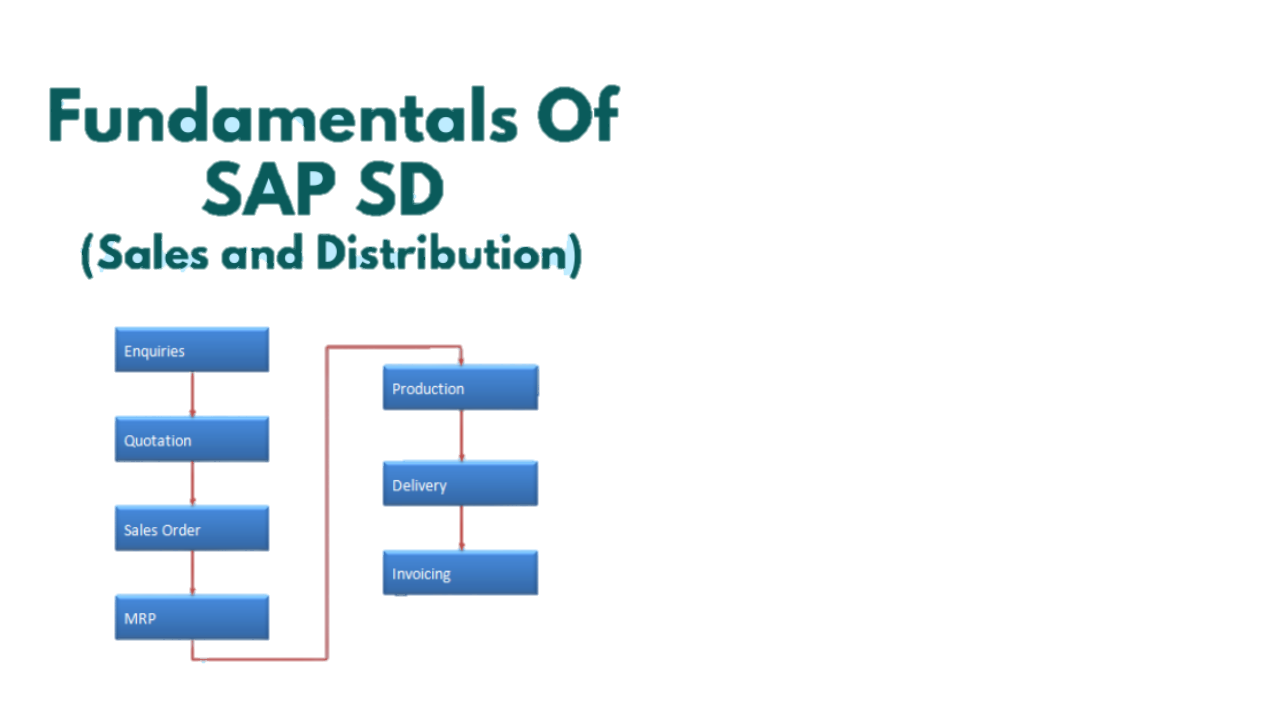 Fundamentals Of
SAP SD
(Sales and Distribution)
Enquiries
Quotation
Sales Order
MRP
Production
Delivery
Invoicing